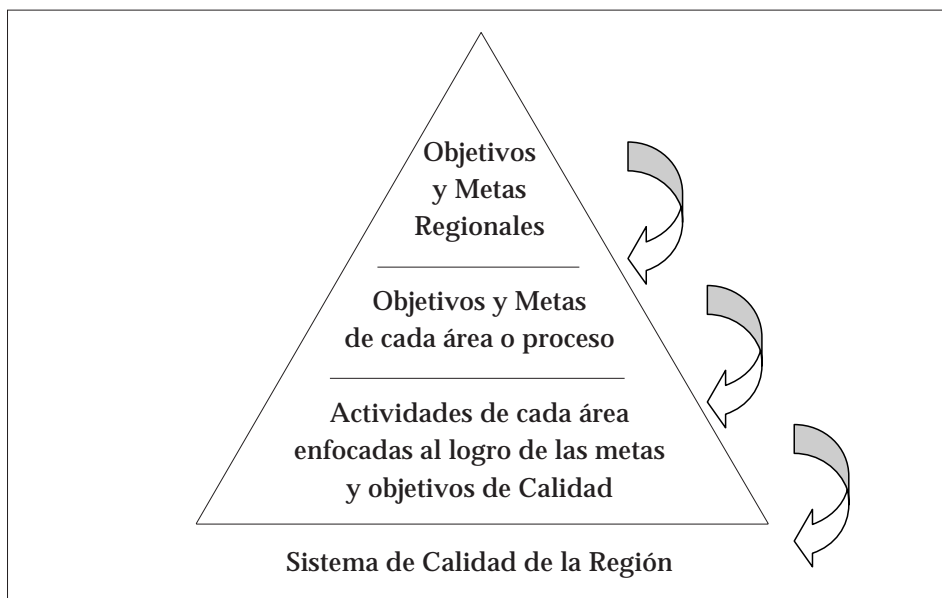 Objetivos
y Metas
Regionales
Objetivos y Metas
de cada área o proceso
Actividades de cada área
enfocadas al logro de las metas
y objetivos de Calidad
Sistema de Calidad de la Región